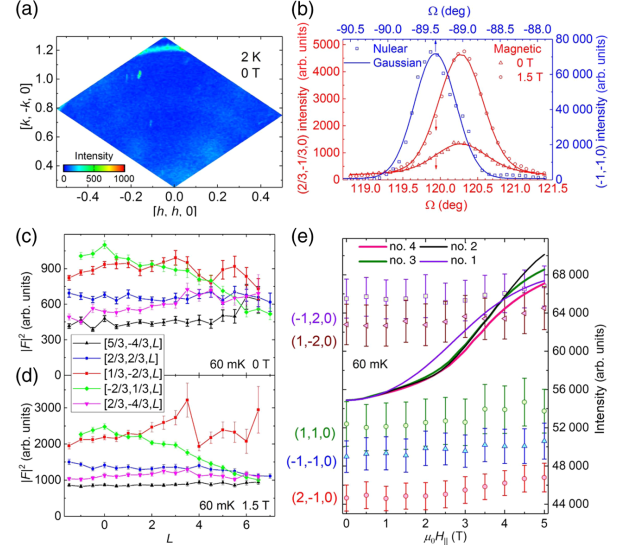 (a)
2 K
0 T
[k, -k, 0]
1.2
1.0
0.8
0.6
0.4
Intensity
0 500 1000
-0.4 0.0 0.4
[h, h, 0]
(b)
Ω (deg)
-90.5 -90.0 -89.5 -89.0 -88.5 -88.0
Nulear
Gaussian
Magnetic
0 T
1.5 T
(2/3,-1/3,0) intensity (arb. units)
5000
4000
3000
2000
1000
0
80 000
60 000
40 000
20 000
0
(-1,-1,0) intensity (arb. units)
119.0 119.5 120.0 120.5 121.0 121.5
Ω (deg)
(c)
|F|² (arb. units)
900
600
300
0
60 mK 0 T
[5/3,-4/3,L]
[2/3,2/3,L]
[1/3,-2/3,L]
[-2/3,1/3,L]
[2/3,-4/3,L]
(d)
|F|² (arb. units)
3000
2000
1000
0
60 mK 1.5 T
0 2 4 6
L
(e)
no. 4 no. 2
no. 3 no. 1
60 mK
(-1,2,0)
(1,-2,0)
(1,1,0)
(-1,-1,0)
(2,-1,0)
68 000
64 000
60 000
56 000
52 000
48 000
44 000
Intensity (arb. units)
0 1 2 3 4 5
μ₀H|| (T)